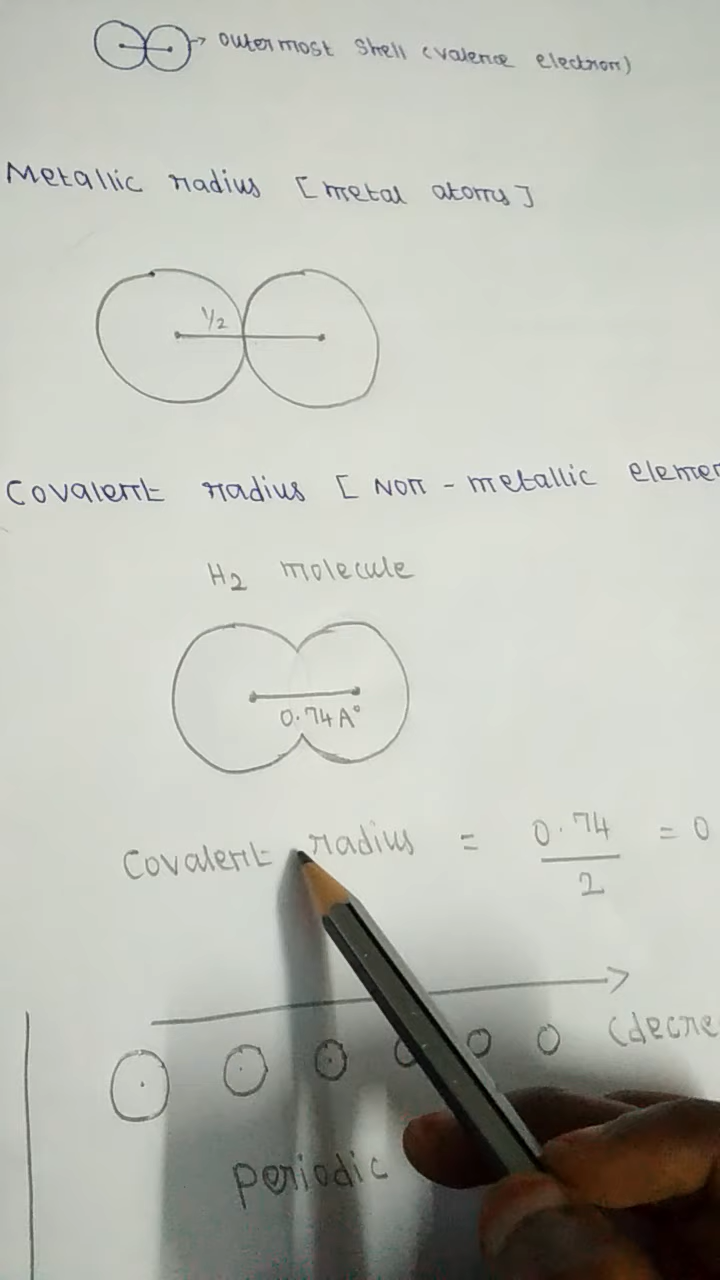 outermost shell (valence electron)
Metallic radius [metal atoms]
1/2
Covalent radius [Non-metallic elemen
H2 molecule
0.74A°
Covalent radius = 0.74/2 = 0
(decre
periodic